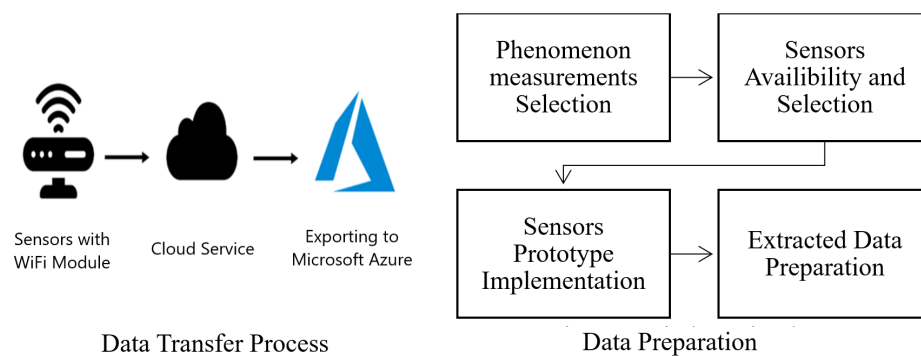 Sensors with
WiFi Module
Cloud Service
Exporting to
Microsoft Azure
Data Transfer Process
Phenomenon
measurements
Selection
Sensors
Availibility and
Selection
Sensors
Prototype
Implementation
Extracted Data
Preparation
Data Preparation